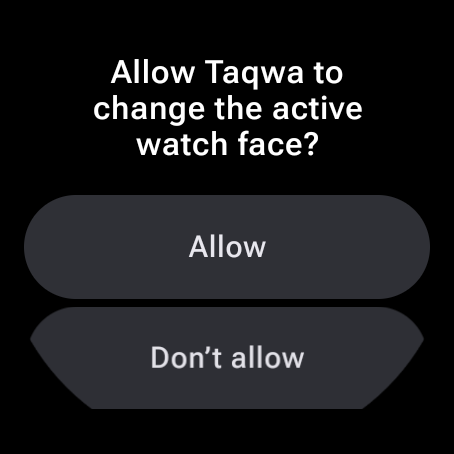 Allow Taqwa to
change the active
watch face?
Allow
Don’t allow